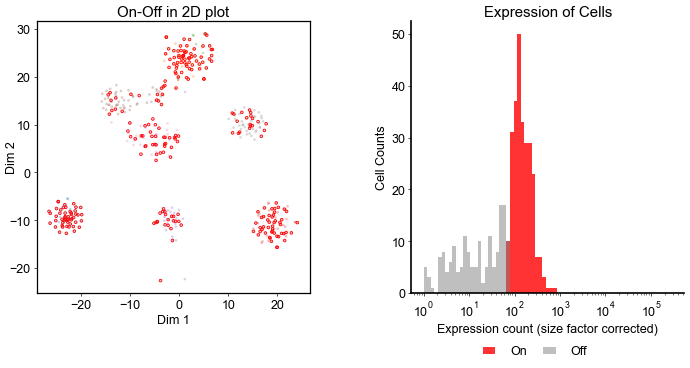 On-Off in 2D plot
Dim 2
30
20
10
0
−10
−20
−20 −10 0 10 20
Dim 1
Expression of Cells
Cell Counts
50
40
30
20
10
0
10⁰ 10¹ 10² 10³ 10⁴ 10⁵
Expression count (size factor corrected)
On Off